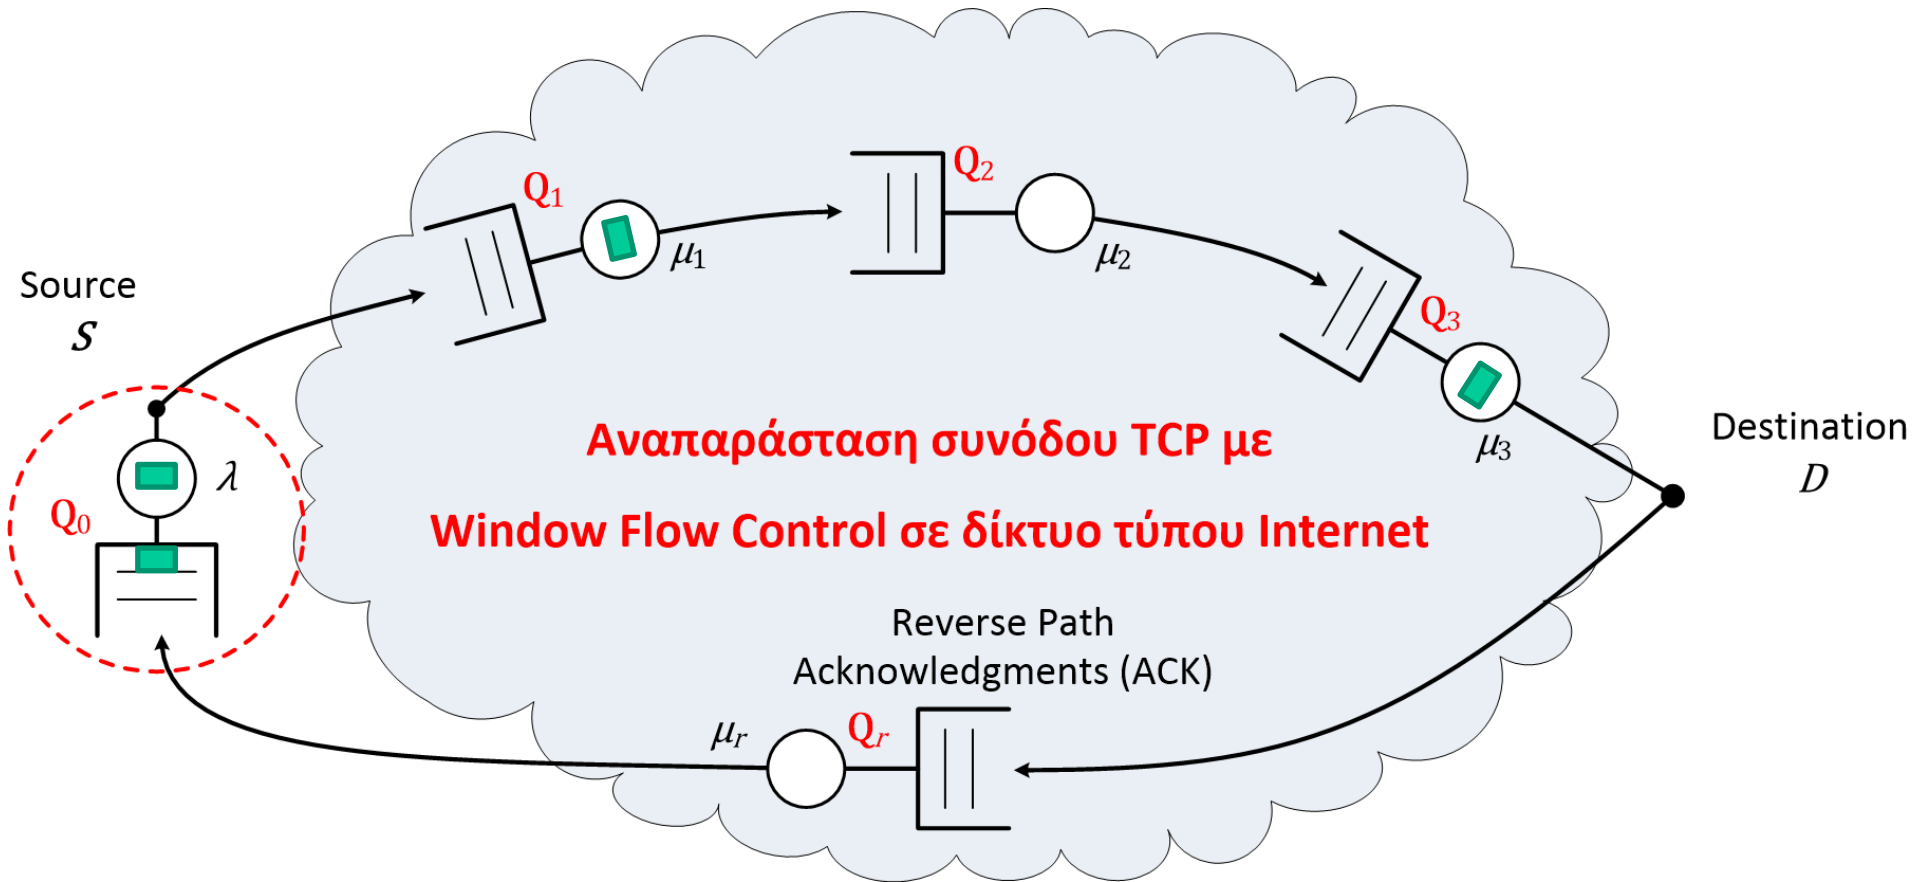 Q₁
μ₁
Q₂
μ₂
Q₃
μ₃
Source
S
λ
Q₀
Αναπαράσταση συνόδου TCP με
Window Flow Control σε δίκτυο τύπου Internet
Destination
D
Reverse Path
Acknowledgments (ACK)
μᵣ
Qᵣ